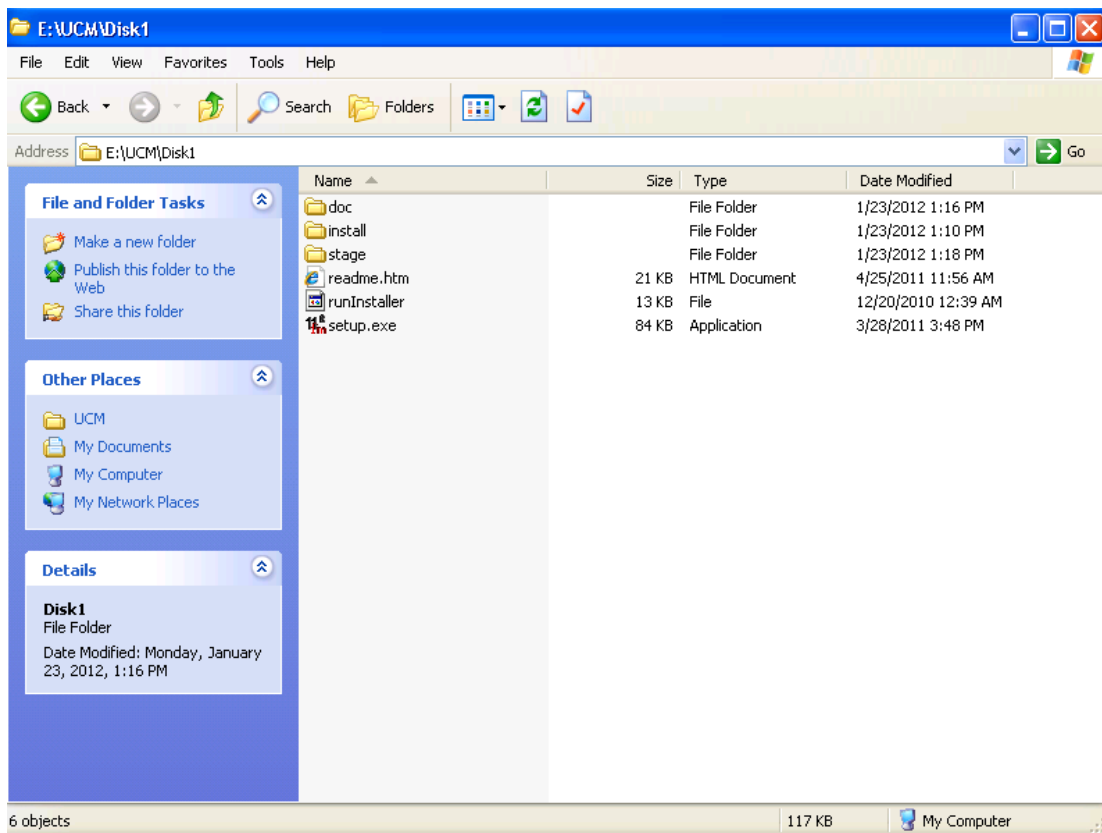 E:\UCM\Disk1
File Edit View Favorites Tools Help
Back Search Folders
Address E:\UCM\Disk1 Go
File and Folder Tasks
Make a new folder
Publish this folder to the
Web
Share this folder
Other Places
UCM
My Documents
My Computer
My Network Places
Details
Disk1
File Folder
Date Modified: Monday, January
23, 2012, 1:16 PM
Name Size Type Date Modified
doc File Folder 1/23/2012 1:16 PM
install File Folder 1/23/2012 1:10 PM
stage File Folder 1/23/2012 1:18 PM
readme.htm 21 KB HTML Document 4/25/2011 11:56 AM
runInstaller 13 KB File 12/20/2010 12:39 AM
setup.exe 84 KB Application 3/28/2011 3:48 PM
6 objects 117 KB My Computer